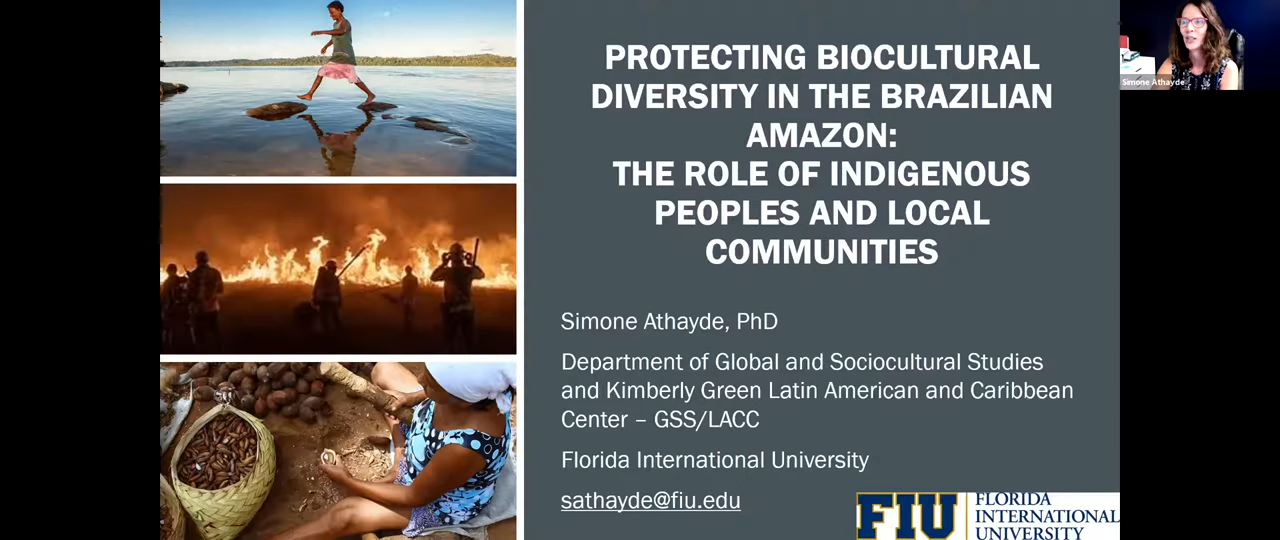 PROTECTING BIOCULTURAL
DIVERSITY IN THE BRAZILIAN
AMAZON:
THE ROLE OF INDIGENOUS
PEOPLES AND LOCAL
COMMUNITIES
Simone Athayde, PhD
Department of Global and Sociocultural Studies
and Kimberly Green Latin American and Caribbean
Center – GSS/LACC
Florida International University
sathayde@fiu.edu
FIU
FLORIDA
INTERNATIONAL
UNIVERSITY
Simone Athayde